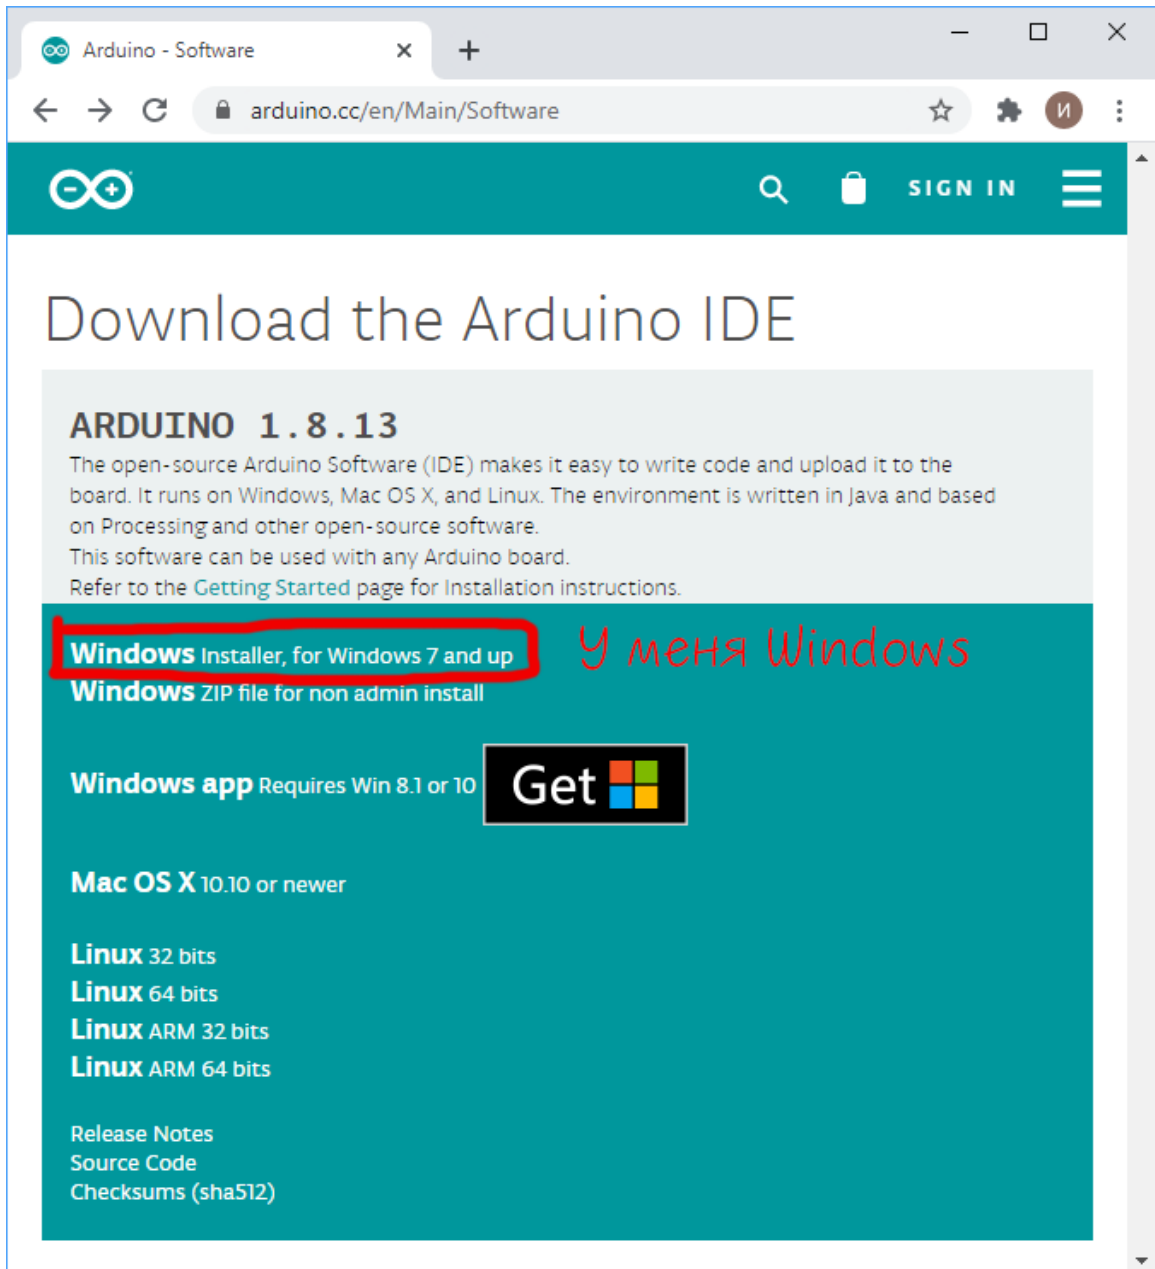 Arduino - Software
arduino.cc/en/Main/Software
И
SIGN IN
Download the Arduino IDE
ARDUINO 1.8.13
The open-source Arduino Software (IDE) makes it easy to write code and upload it to the
board. It runs on Windows, Mac OS X, and Linux. The environment is written in Java and based
on Processing and other open-source software.
This software can be used with any Arduino board.
Refer to the Getting Started page for Installation instructions.
Windows Installer, for Windows 7 and up У меня Windows
Windows ZIP file for non admin install
Windows app Requires Win 8.1 or 10 Get
Mac OS X 10.10 or newer
Linux 32 bits
Linux 64 bits
Linux ARM 32 bits
Linux ARM 64 bits
Release Notes
Source Code
Checksums (sha512)